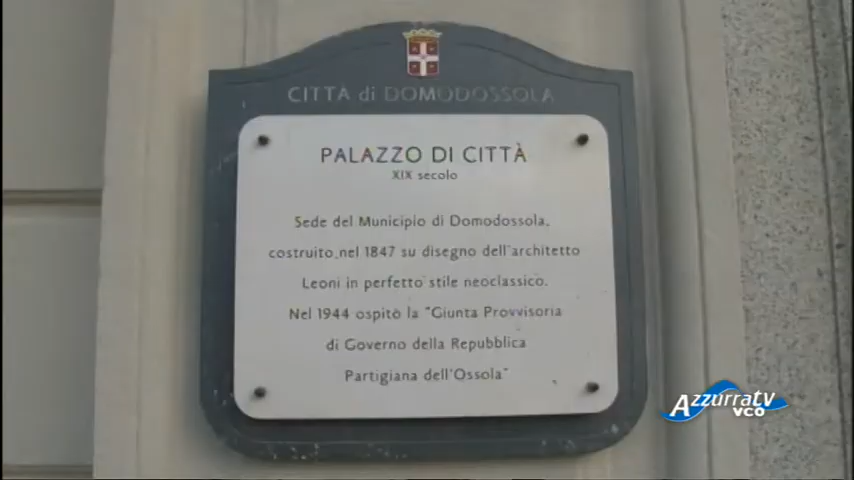 CITTÀ di DOMODOSSOLA
PALAZZO DI CITTÀ
XIX secolo
Sede del Municipio di Domodossola,
costruito nel 1847 su disegno dell'architetto
Leoni in perfetto stile neoclassico.
Nel 1944 ospitò la "Giunta Provvisoria
di Governo della Repubblica
Partigiana dell'Ossola"
Azzurratv
VCO